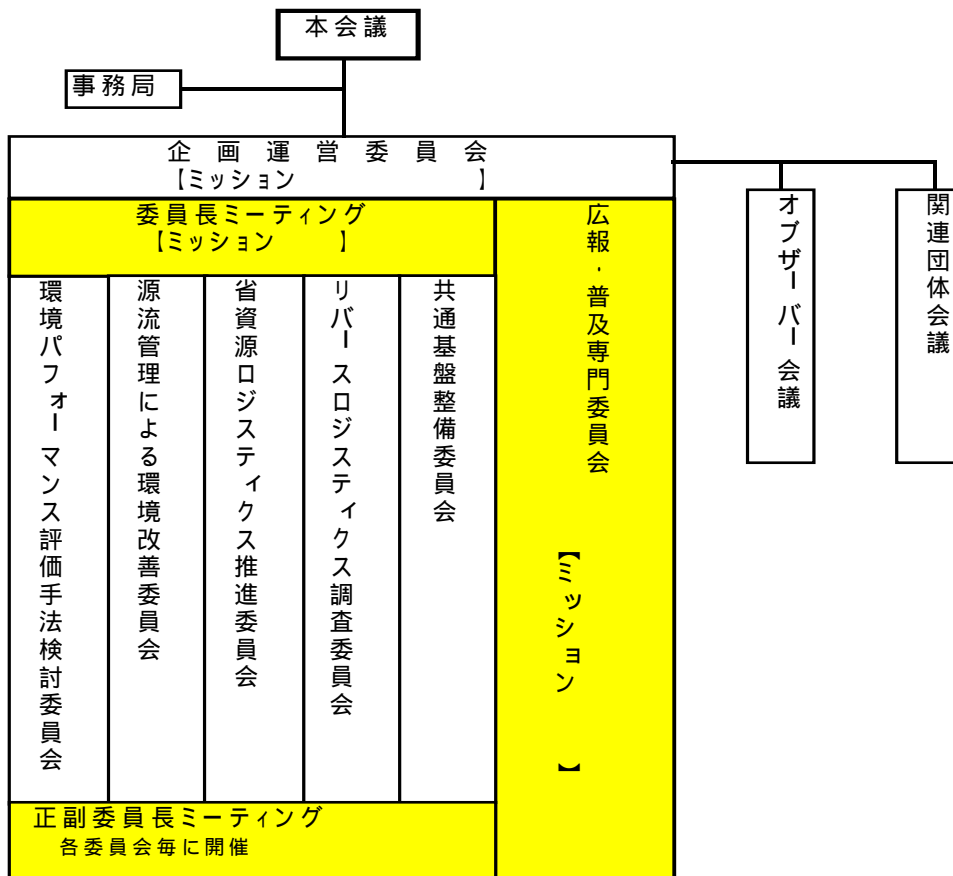 本会議
事務局
企画運営委員会
【ミッション　　　　　】
委員長ミーティング
【ミッション　　】
環境パフォーマンス評価手法検討委員会
源流管理による環境改善委員会
省資源ロジスティクス推進委員会
リバースロジスティクス調査委員会
共通基盤整備委員会
広報・普及専門委員会
【ミッション　　】
オブザーバー会議
関連団体会議
正副委員長ミーティング
各委員会毎に開催